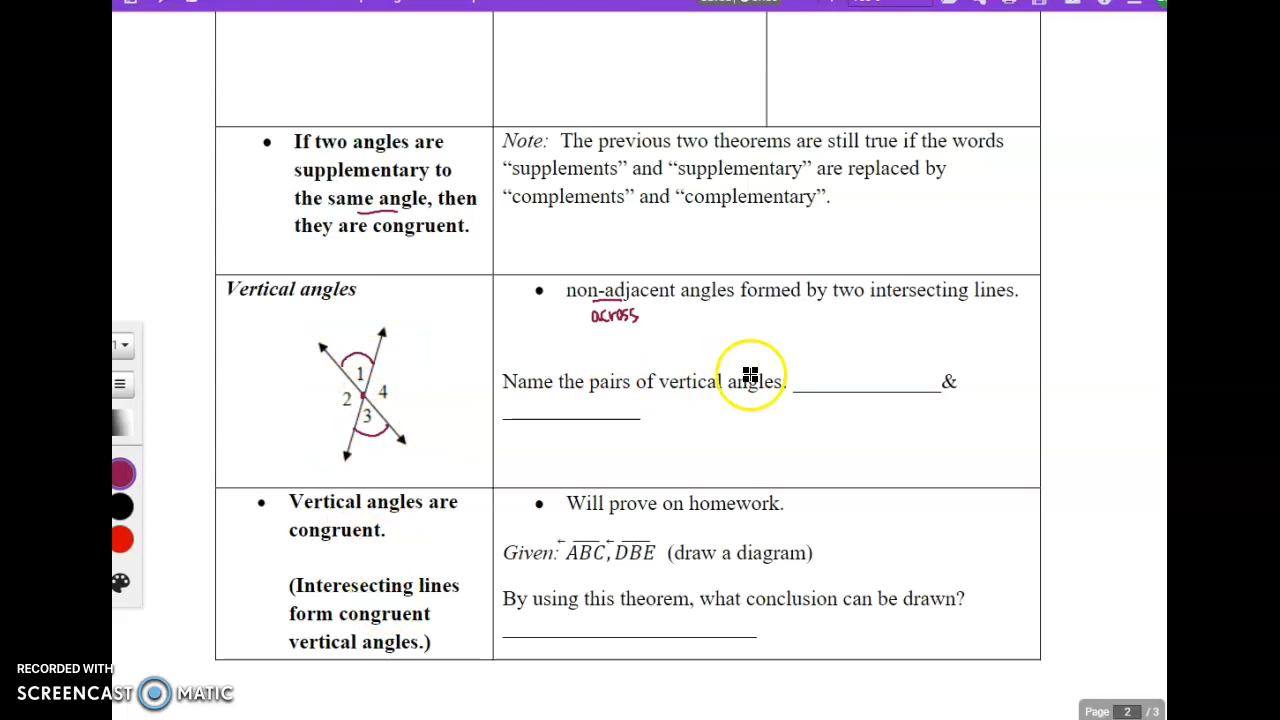 • If two angles are
supplementary to
the same angle, then
they are congruent.
Note: The previous two theorems are still true if the words
“supplements” and “supplementary” are replaced by
“complements” and “complementary”.
Vertical angles
1
2
4
3
• non-adjacent angles formed by two intersecting lines.
across
Name the pairs of vertical angles. ______________&
_____________
• Vertical angles are
congruent.
(Interesecting lines
form congruent
vertical angles.)
• Will prove on homework.
Given: ABC, DBE (draw a diagram)
By using this theorem, what conclusion can be drawn?
________________________
1
RECORDED WITH
SCREENCAST MATIC
Page 2 / 3